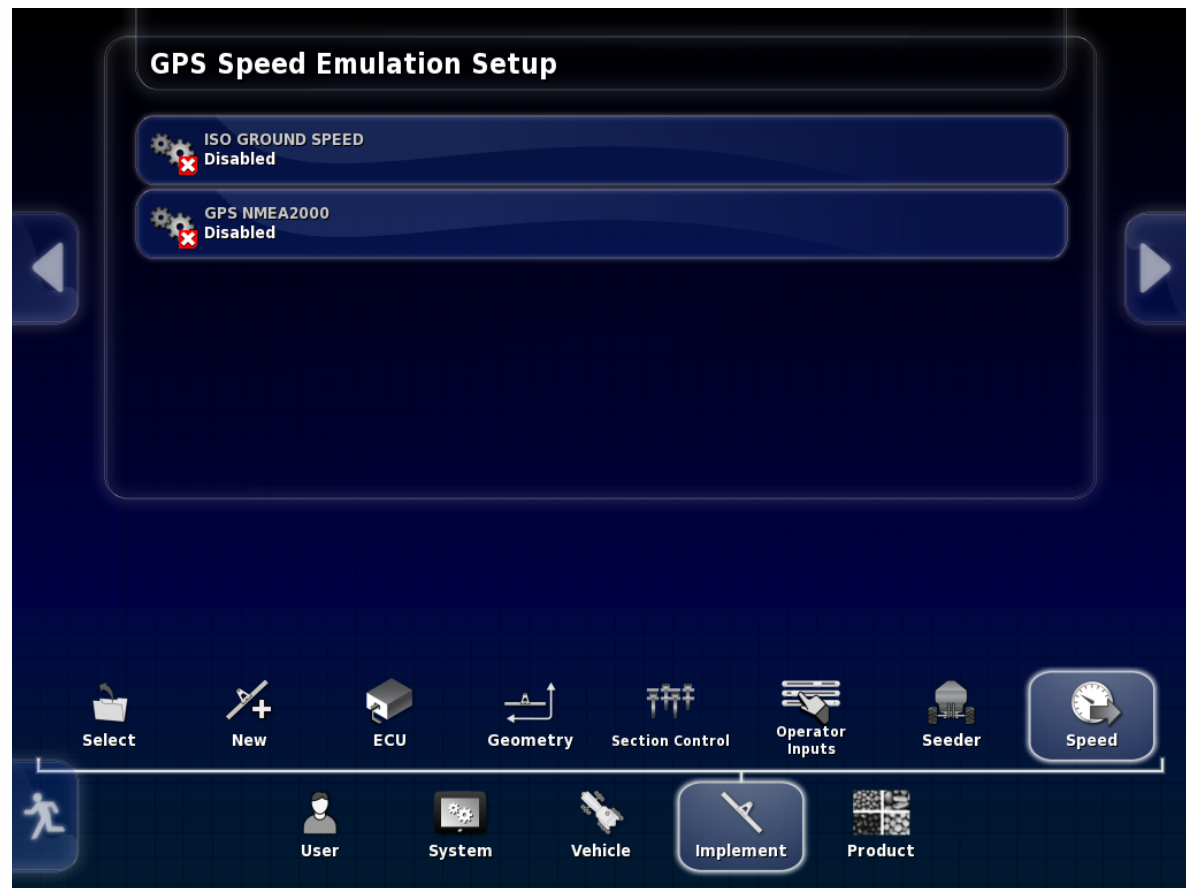 GPS Speed Emulation Setup
ISO GROUND SPEED
Disabled
GPS NMEA2000
Disabled
Select
New
ECU
Geometry
Section Control
Operator
Inputs
Seeder
Speed
User
System
Vehicle
Implement
Product